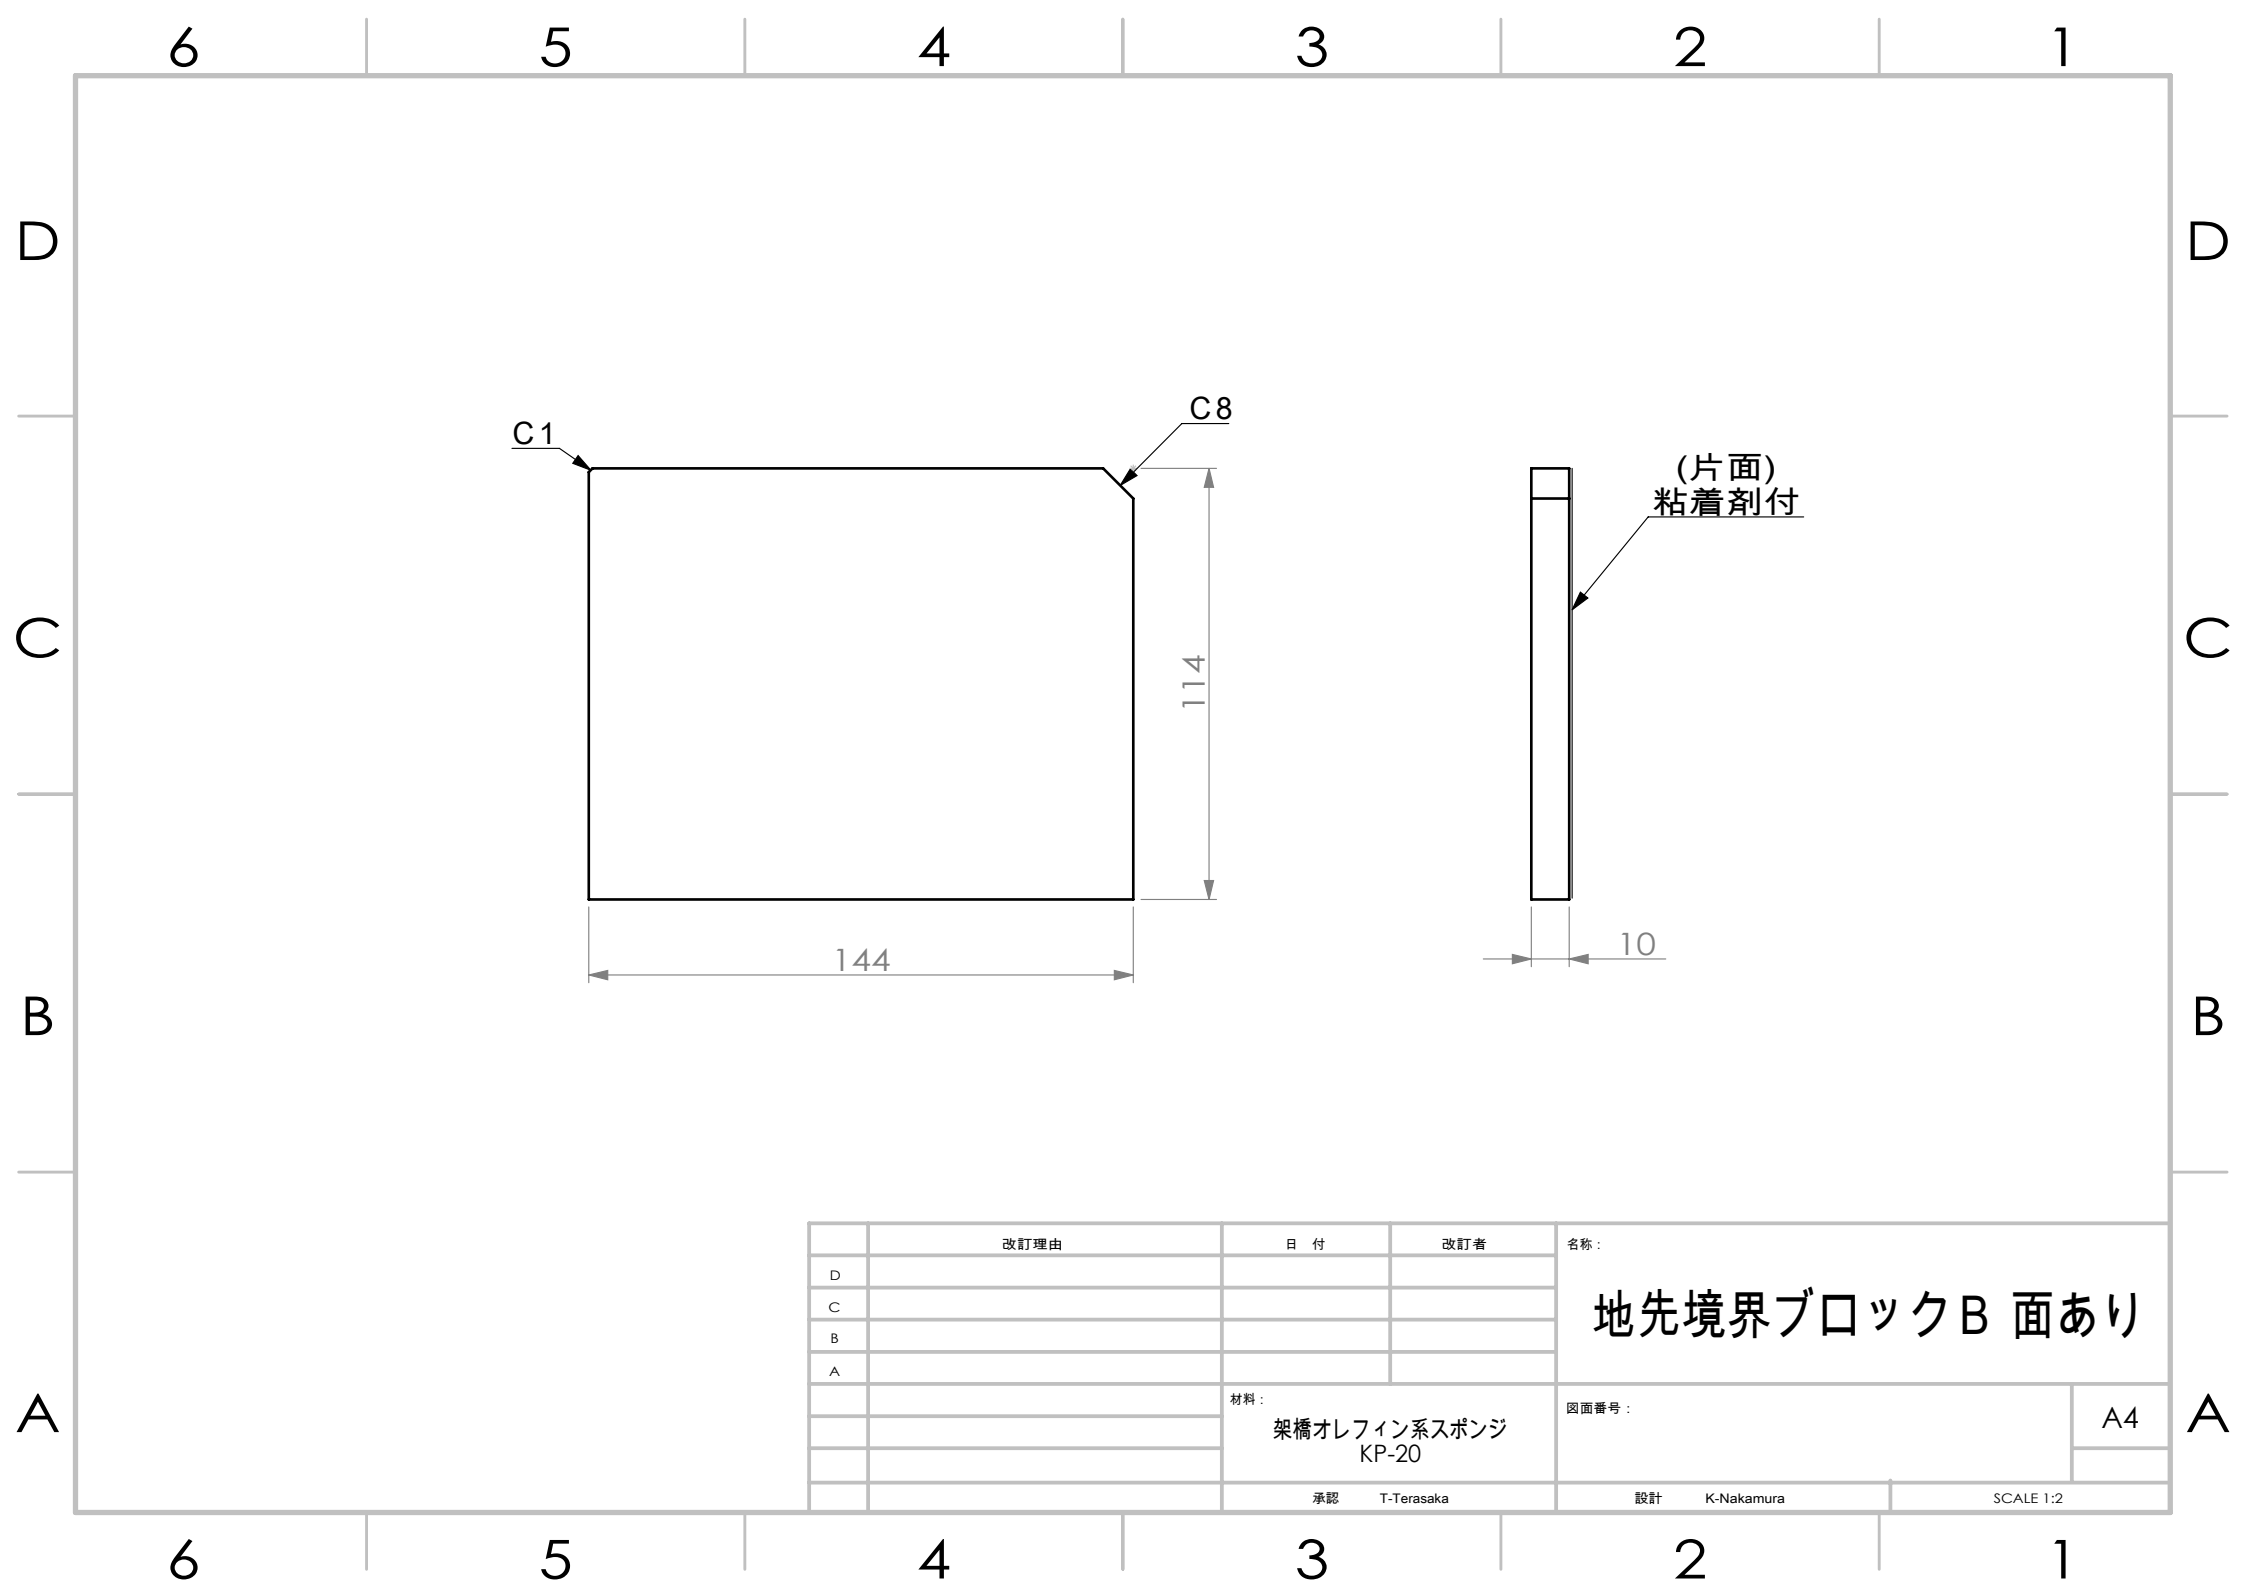 6 5 4 3 2 1
D D
C8
C1
(片面)
粘着剤付
C C
114
10
144
B B
改訂理由 日 付 改訂者 名称：
D
C
地先境界ブロックB 面あり
B
A
材料：
図面番号：
架橋オレフィン系スポンジ
A4
A A
KP-20
承認 T-Terasaka 設計 K-Nakamura SCALE 1:2
6 5 4 3 2 1